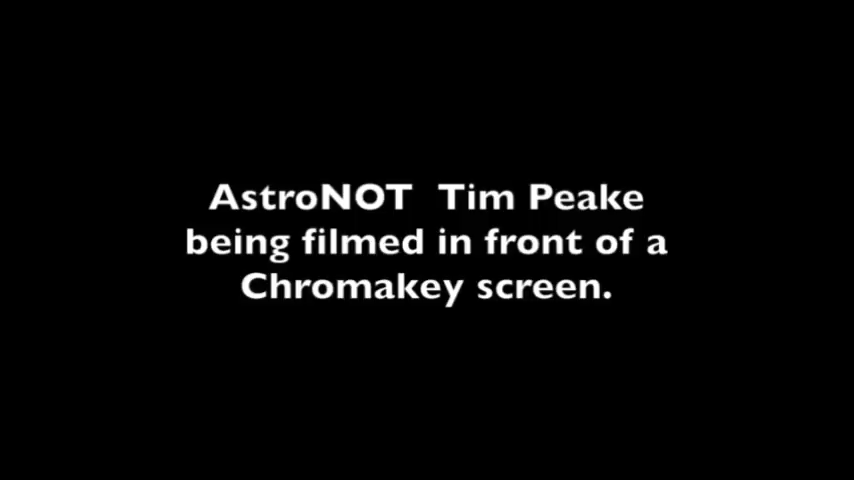 AstroNOT  Tim Peake
being filmed in front of a
Chromakey screen.